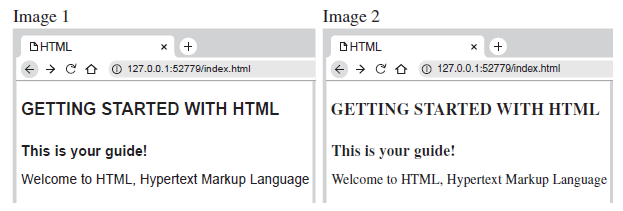 Image 1
HTML
127.0.0.1:52779/index.html
GETTING STARTED WITH HTML
This is your guide!
Welcome to HTML, Hypertext Markup Language
Image 2
HTML
127.0.0.1:52779/index.html
GETTING STARTED WITH HTML
This is your guide!
Welcome to HTML, Hypertext Markup Language